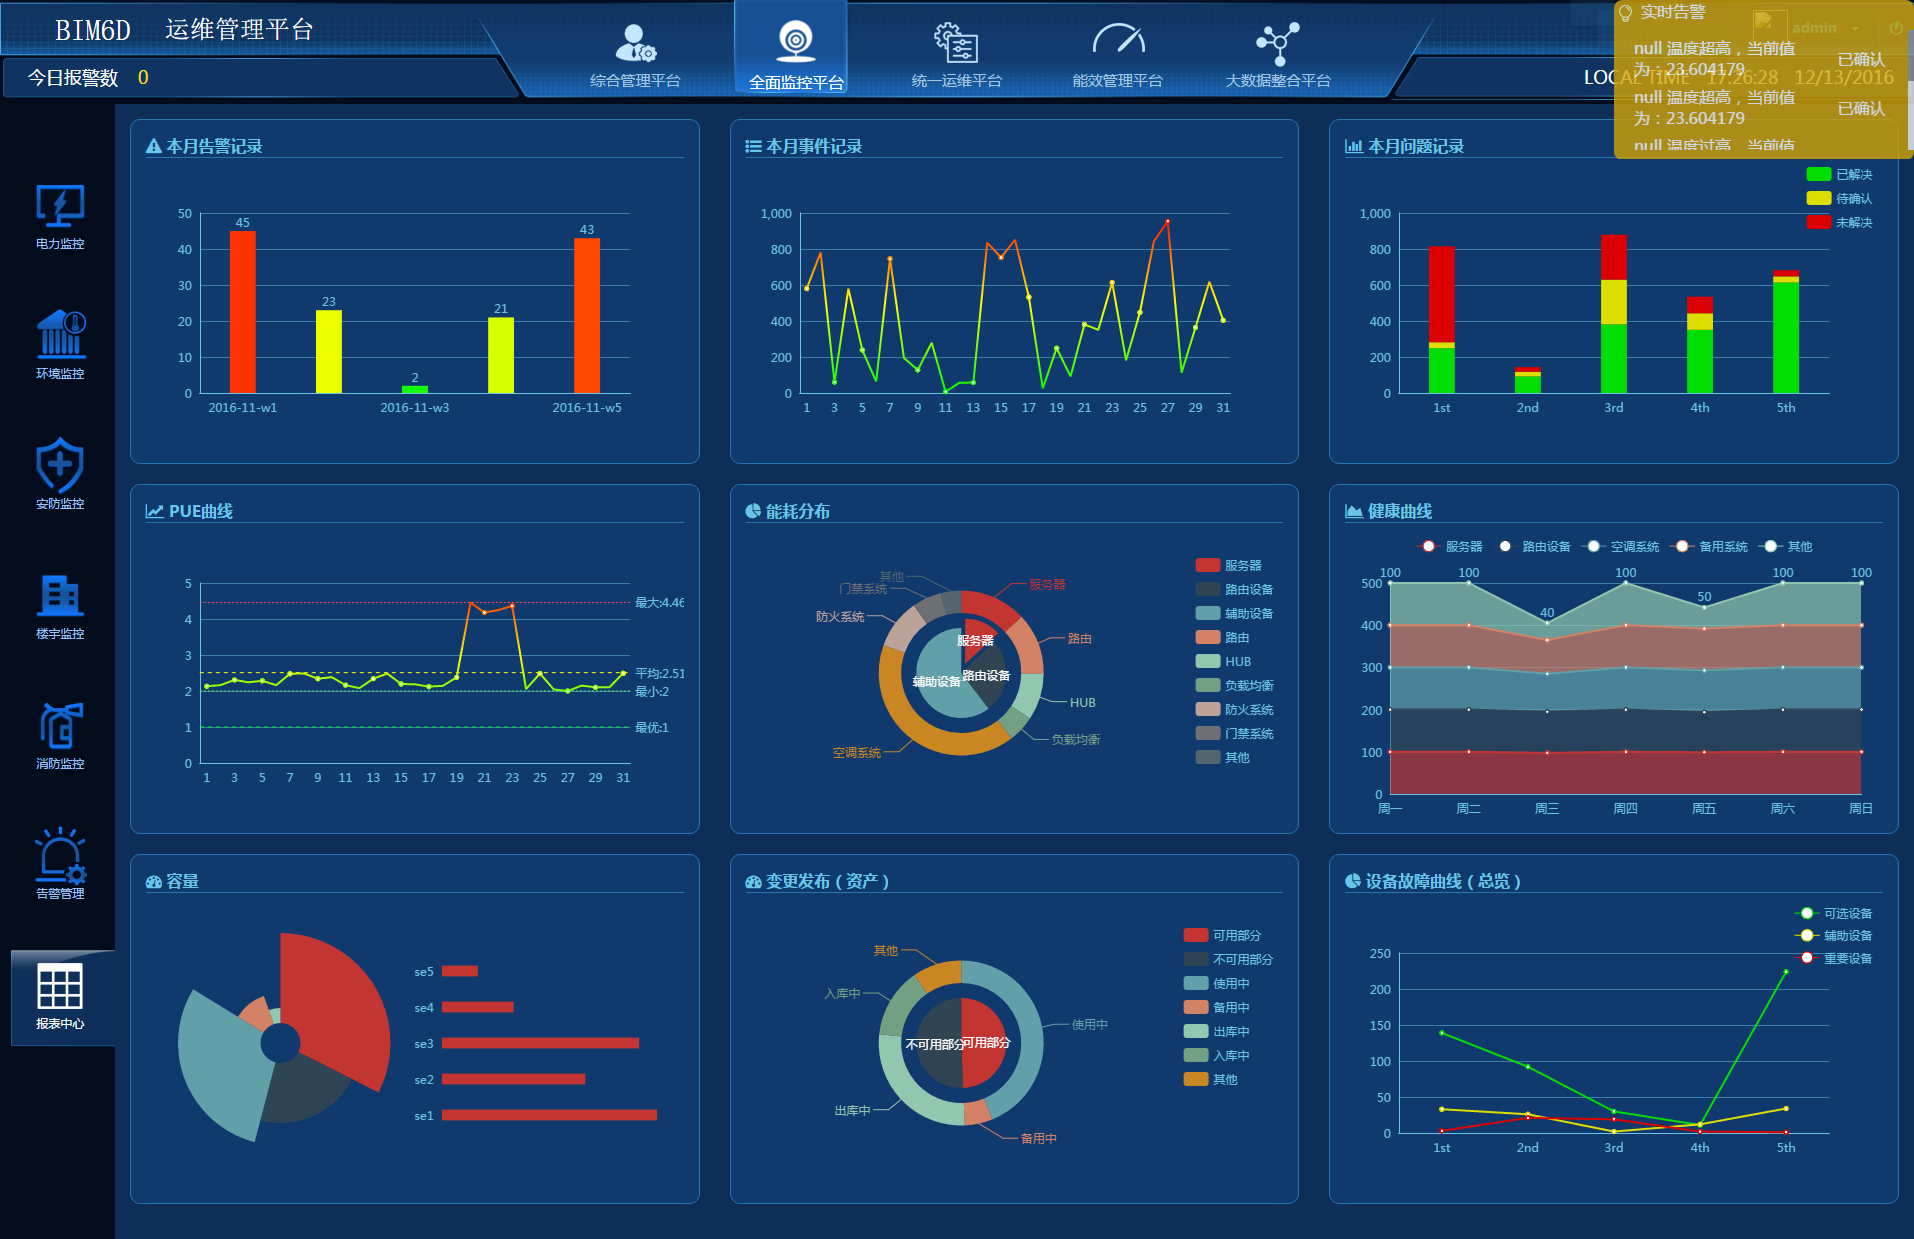 BIM6D 运维管理平台
今日报警数 0
综合管理平台
全面监控平台
统一运维平台
能效管理平台
大数据整合平台
admin
LOCAL TIME 17:26:28 12/13/2016
实时告警
null 温度超高，当前值
为：23.604179
已确认
null 温度超高，当前值
为：23.604179
已确认
null 温度过高，当前值
电力监控
环境监控
安防监控
楼宇监控
消防监控
告警管理
报表中心
本月告警记录
50
40
30
20
10
0
45
23
2
21
43
2016-11-w1 2016-11-w3 2016-11-w5
本月事件记录
1,000
800
600
400
200
0
1 3 5 7 9 11 13 15 17 19 21 23 25 27 29 31
本月问题记录
已解决
待确认
未解决
1,000
800
600
400
200
0
1st 2nd 3rd 4th 5th
PUE曲线
5
4
3
2
1
0
最大:4.46
平均:2.51
最小:2
最优:1
1 3 5 7 9 11 13 15 17 19 21 23 25 27 29 31
能耗分布
其他
门禁系统
防火系统
空调系统
服务器
路由
HUB
负载均衡
服务器
路由设备
辅助设备
服务器
路由设备
辅助设备
路由
HUB
负载均衡
防火系统
门禁系统
其他
健康曲线
服务器 路由设备 空调系统 备用系统 其他
100 100 40 100 50 100 100
500
400
300
200
100
0
周一 周二 周三 周四 周五 周六 周日
容量
se5
se4
se3
se2
se1
变更发布（资产）
其他
入库中
出库中
使用中
备用中
不可用部分
可用部分
可用部分
不可用部分
使用中
备用中
出库中
入库中
其他
设备故障曲线（总览）
可选设备
辅助设备
重要设备
250
200
150
100
50
0
1st 2nd 3rd 4th 5th